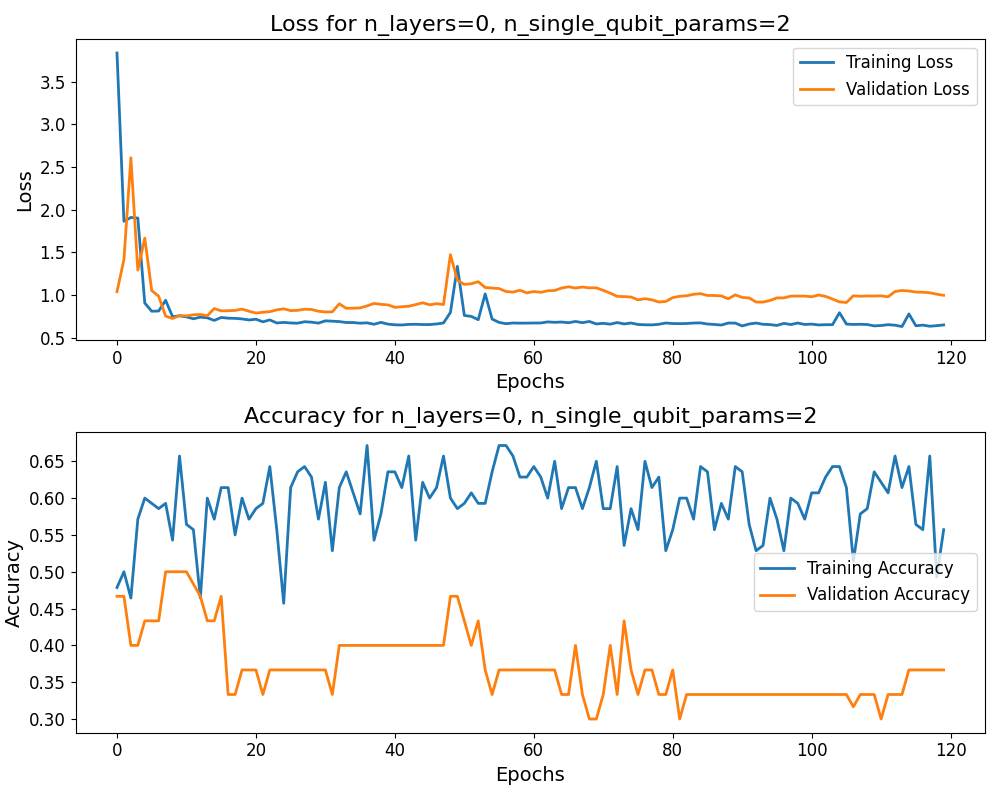 Loss for n_layers=0, n_single_qubit_params=2
Training Loss
Validation Loss
Loss
3.5
3.0
2.5
2.0
1.5
1.0
0.5
0 20 40 60 80 100 120
Epochs
Accuracy for n_layers=0, n_single_qubit_params=2
Accuracy
0.65
0.60
0.55
0.50
0.45
0.40
0.35
0.30
Training Accuracy
Validation Accuracy
0 20 40 60 80 100 120
Epochs